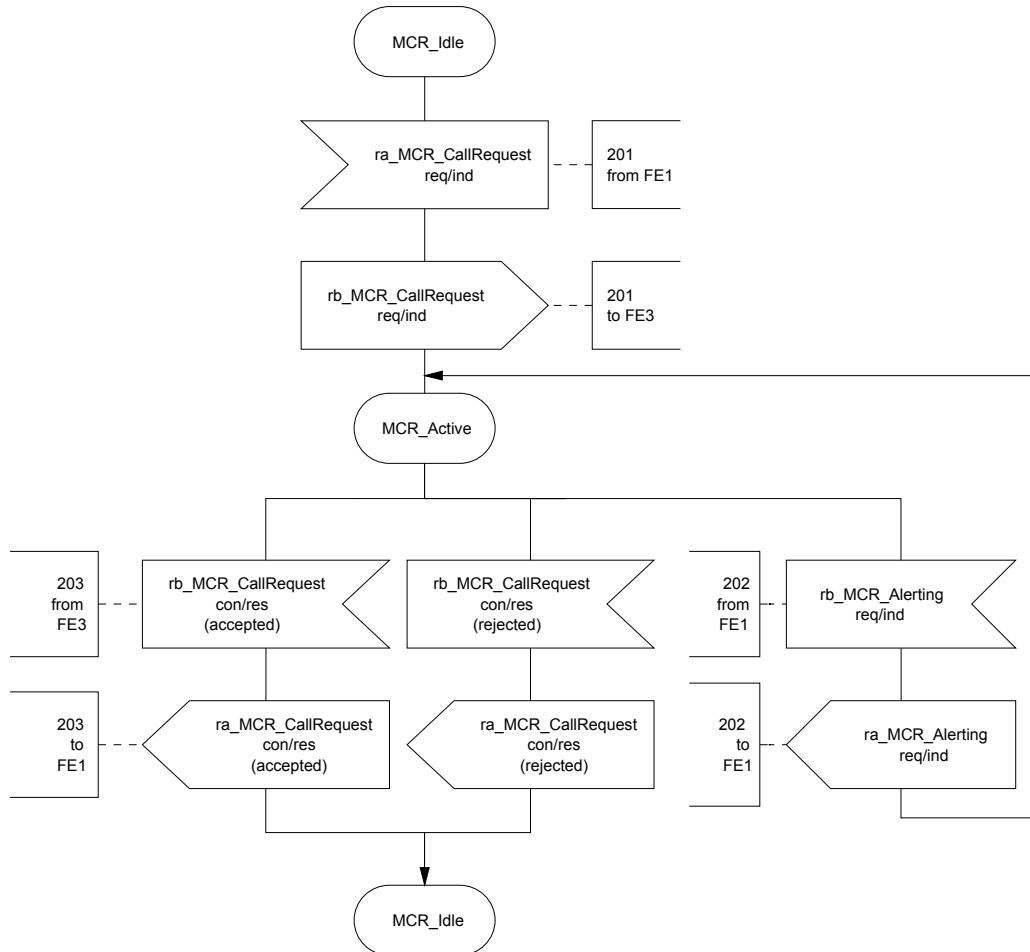 MCR_Idle
ra_MCR_CallRequest
req/ind
201
from FE1
rb_MCR_CallRequest
req/ind
201
to FE3
MCR_Active
203
from
FE3
rb_MCR_CallRequest
con/res
(accepted)
rb_MCR_CallRequest
con/res
(rejected)
202
from
FE1
rb_MCR_Alerting
req/ind
203
to
FE1
ra_MCR_CallRequest
con/res
(accepted)
ra_MCR_CallRequest
con/res
(rejected)
202
to
FE1
ra_MCR_Alerting
req/ind
MCR_Idle